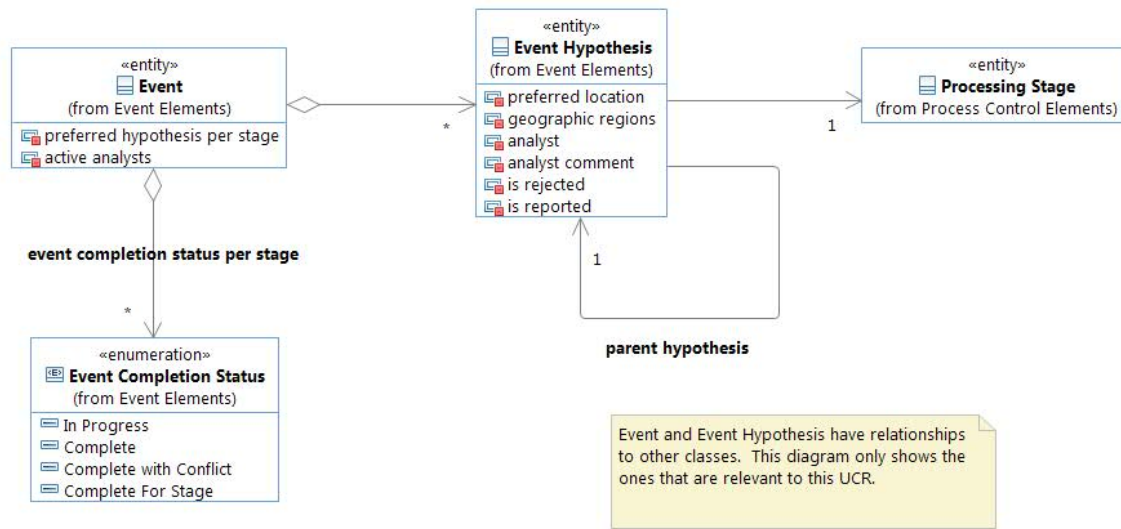 «entity»
Event
(from Event Elements)
preferred hypothesis per stage
active analysts
«entity»
Event Hypothesis
(from Event Elements)
preferred location
geographic regions
analyst
analyst comment
is rejected
is reported
«entity»
Processing Stage
(from Process Control Elements)
*
1
event completion status per stage
*
1
parent hypothesis
«enumeration»
<E> Event Completion Status
(from Event Elements)
In Progress
Complete
Complete with Conflict
Complete For Stage
Event and Event Hypothesis have relationships
to other classes.  This diagram only shows the
ones that are relevant to this UCR.